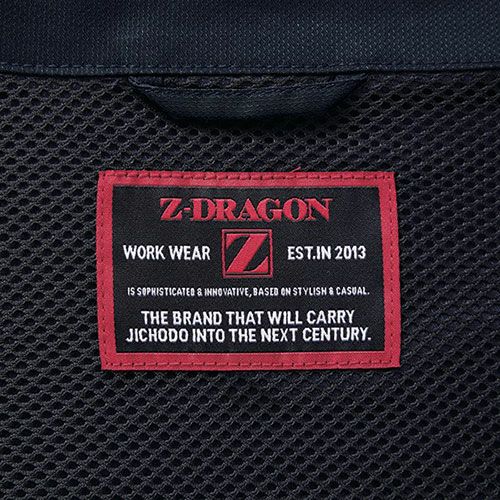 Z-DRAGON
WORK WEAR Z EST.IN 2013
IS SOPHISTICATED & INNOVATIVE, BASED ON STYLISH & CASUAL.
THE BRAND THAT WILL CARRY
JICHODO INTO THE NEXT CENTURY.